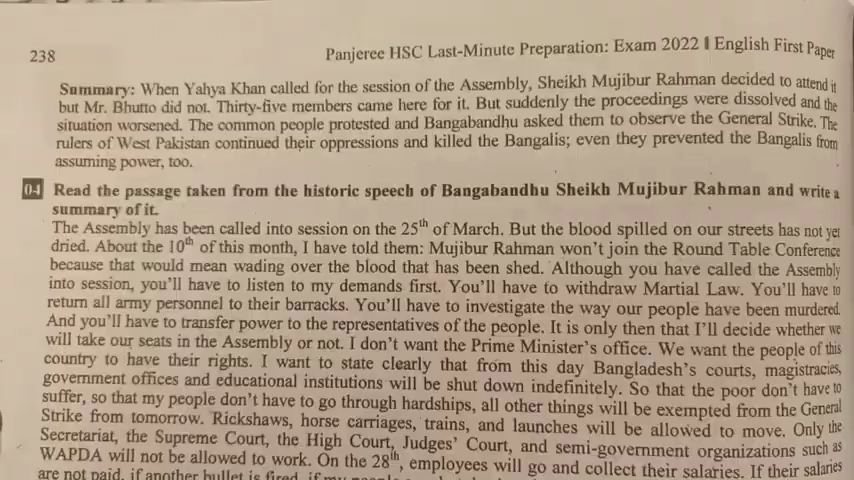 238
Panjeree HSC Last-Minute Preparation: Exam 2022 | English First Paper
Summary: When Yahya Khan called for the session of the Assembly, Sheikh Mujibur Rahman decided to attend it
but Mr. Bhutto did not. Thirty-five members came here for it. But suddenly the proceedings were dissolved and the
situation worsened. The common people protested and Bangabandhu asked them to observe the General Strike. The
rulers of West Pakistan continued their oppressions and killed the Bangalis; even they prevented the Bangalis from
assuming power, too.
04 Read the passage taken from the historic speech of Bangabandhu Sheikh Mujibur Rahman and write a
summary of it.
The Assembly has been called into session on the 25th of March. But the blood spilled on our streets has not yet
dried. About the 10th of this month, I have told them: Mujibur Rahman won't join the Round Table Conference
because that would mean wading over the blood that has been shed. Although you have called the Assembly
into session, you'll have to listen to my demands first. You'll have to withdraw Martial Law. You'll have to
return all army personnel to their barracks. You'll have to investigate the way our people have been murdered.
And you'll have to transfer power to the representatives of the people. It is only then that I'll decide whether we
will take our seats in the Assembly or not. I don't want the Prime Minister's office. We want the people of this
country to have their rights. I want to state clearly that from this day Bangladesh's courts, magistracies,
government offices and educational institutions will be shut down indefinitely. So that the poor don't have to
suffer, so that my people don't have to go through hardships, all other things will be exempted from the General
Strike from tomorrow. Rickshaws, horse carriages, trains, and launches will be allowed to move. Only the
Secretariat, the Supreme Court, the High Court, Judges' Court, and semi-government organizations such as
WAPDA will not be allowed to work. On the 28th, employees will go and collect their salaries. If their salaries
are not paid, if another bullet is fired, if my